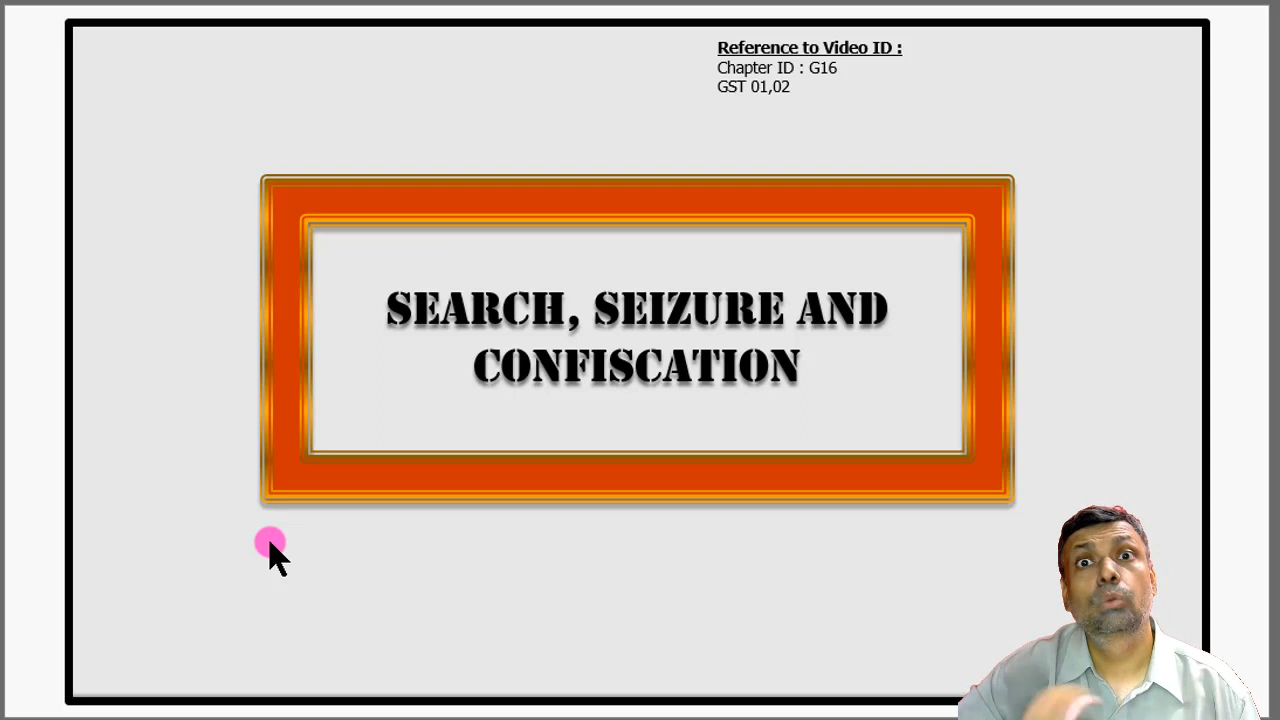 Reference to Video ID :
Chapter ID : G16
GST 01,02
SEARCH, SEIZURE AND
CONFISCATION